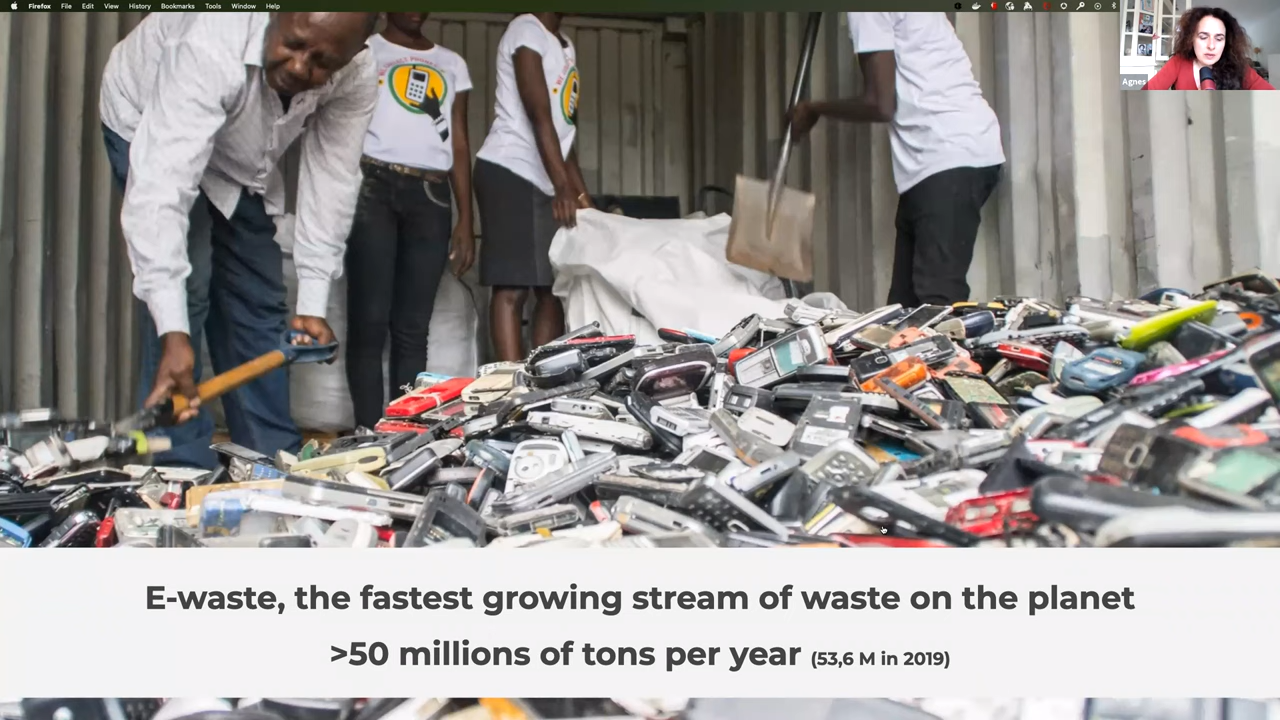 Firefox File Edit View History Bookmarks Tools Window Help
Agnes
E-waste, the fastest growing stream of waste on the planet
>50 millions of tons per year (53,6 M in 2019)